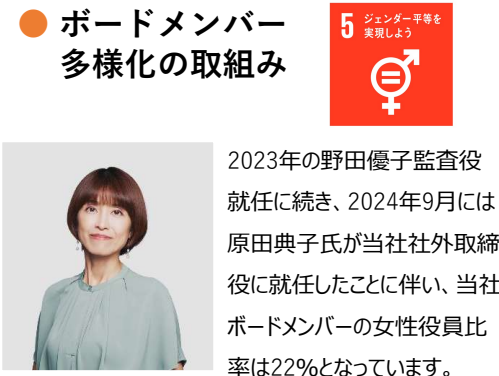 ボードメンバー
多様化の取組み
5 ジェンダー平等を
実現しよう
2023年の野田優子監査役
就任に続き、2024年9月には
原田典子氏が当社社外取締
役に就任したことに伴い、当社
ボードメンバーの女性役員比
率は22%となっています。